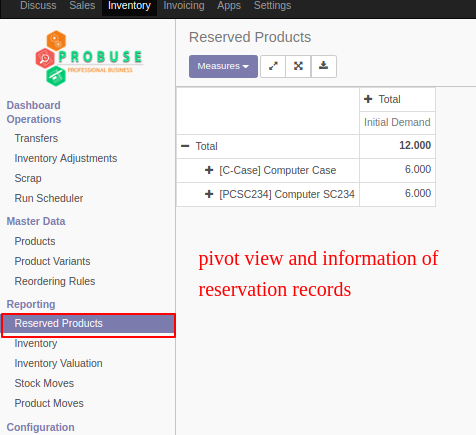 Discuss Sales Inventory Invoicing Apps Settings
PROBUSE
PROFESSIONAL BUSINESS
Dashboard
Operations
Transfers
Inventory Adjustments
Scrap
Run Scheduler
Master Data
Products
Product Variants
Reordering Rules
Reporting
Reserved Products
Inventory
Inventory Valuation
Stock Moves
Product Moves
Configuration
Reserved Products
Measures
Total
Initial Demand
Total 12.000
[C-Case] Computer Case 6.000
[PCSC234] Computer SC234 6.000
pivot view and information of
reservation records